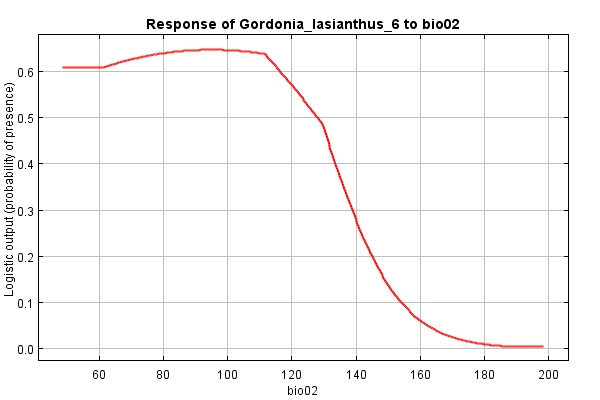 Response of Gordonia_lasianthus_6 to bio02
Logistic output (probability of presence)
0.6
0.5
0.4
0.3
0.2
0.1
0.0
60 80 100 120 140 160 180 200
bio02